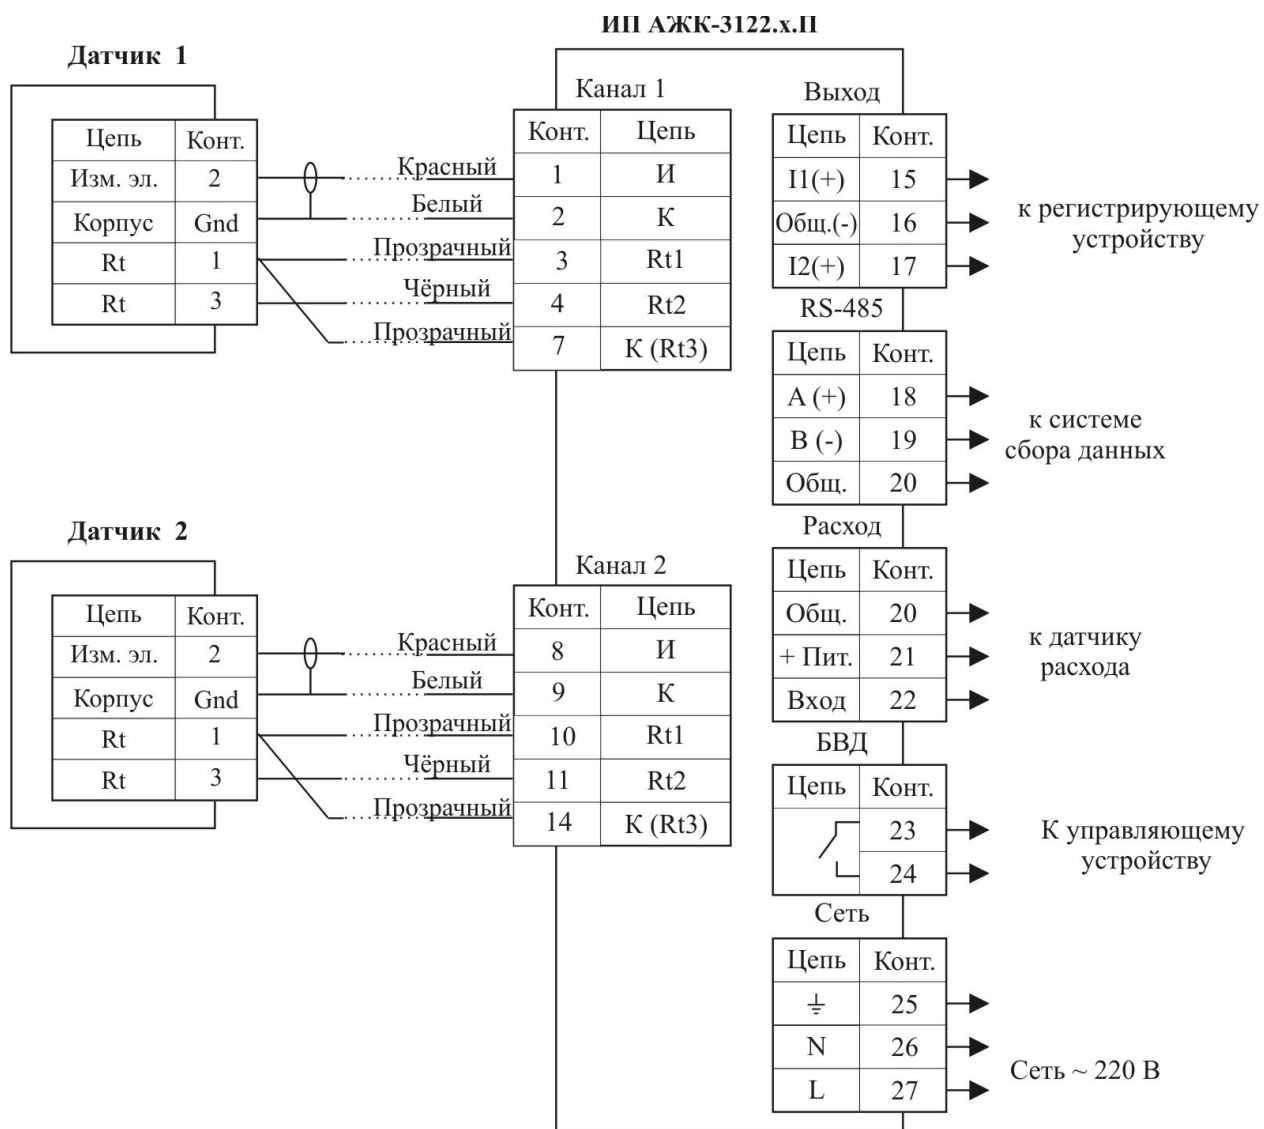 ИП АЖК-3122.х.П
Датчик 1
Цепь Конт.
Изм. эл. 2
Корпус Gnd
Rt 1
Rt 3
Красный
Белый
Прозрачный
Чёрный
Прозрачный
Канал 1
Конт. Цепь
1 И
2 К
3 Rt1
4 Rt2
7 К (Rt3)
Датчик 2
Цепь Конт.
Изм. эл. 2
Корпус Gnd
Rt 1
Rt 3
Красный
Белый
Прозрачный
Чёрный
Прозрачный
Канал 2
Конт. Цепь
8 И
9 К
10 Rt1
11 Rt2
14 К (Rt3)
Выход
Цепь Конт.
I1(+) 15
Общ.(-) 16
I2(+) 17
к регистрирующему
устройству
RS-485
Цепь Конт.
А (+) 18
В (-) 19
Общ. 20
к системе
сбора данных
Расход
Цепь Конт.
Общ. 20
+ Пит. 21
Вход 22
к датчику
расхода
БВД
Цепь Конт.
23
24
К управляющему
устройству
Сеть
Цепь Конт.
25
N 26
L 27
Сеть ~ 220 В